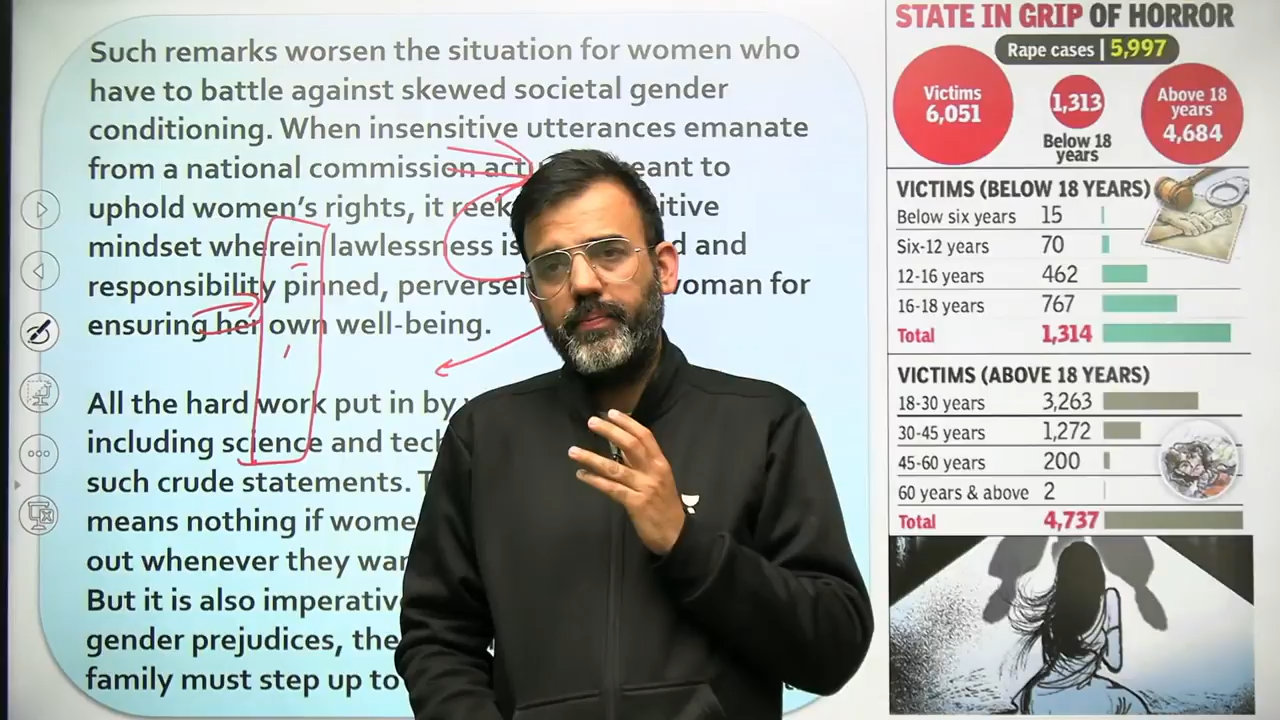 Such remarks worsen the situation for women who
have to battle against skewed societal gender
conditioning. When insensitive utterances emanate
from a national commission meant to
uphold women's rights, it
mindset wherein lawlessness is and
responsibility pinned, woman for
ensuring her own well-being.
All the hard work put in by
including science and
such crude statements.
means nothing if
out whenever they
But it is also
gender prejudices,
family must step up to
STATE IN GRIP OF HORROR
Rape cases | 5,997
Victims
6,051
1,313
Below 18
years
Above 18
years
4,684
VICTIMS (BELOW 18 YEARS)
Below six years 15
Six-12 years 70
12-16 years 462
16-18 years 767
Total 1,314
VICTIMS (ABOVE 18 YEARS)
18-30 years 3,263
30-45 years 1,272
45-60 years 200
60 years & above 2
Total 4,737